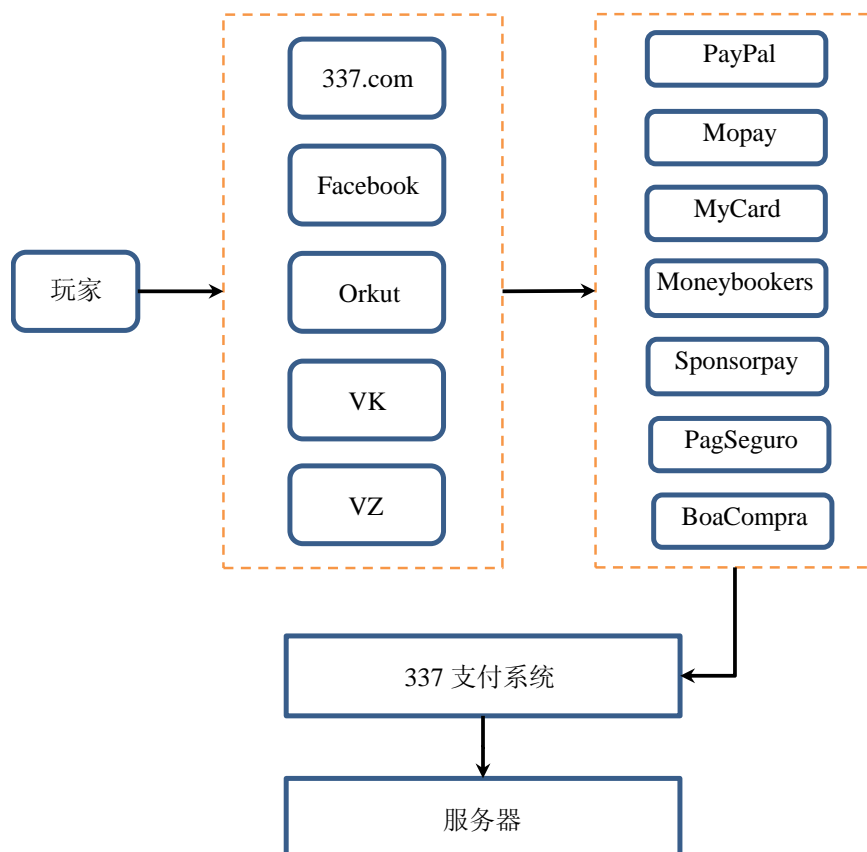 玩家
337.com
Facebook
Orkut
VK
VZ
PayPal
Mopay
MyCard
Moneybookers
Sponsorpay
PagSeguro
BoaCompra
337 支付系统
服务器